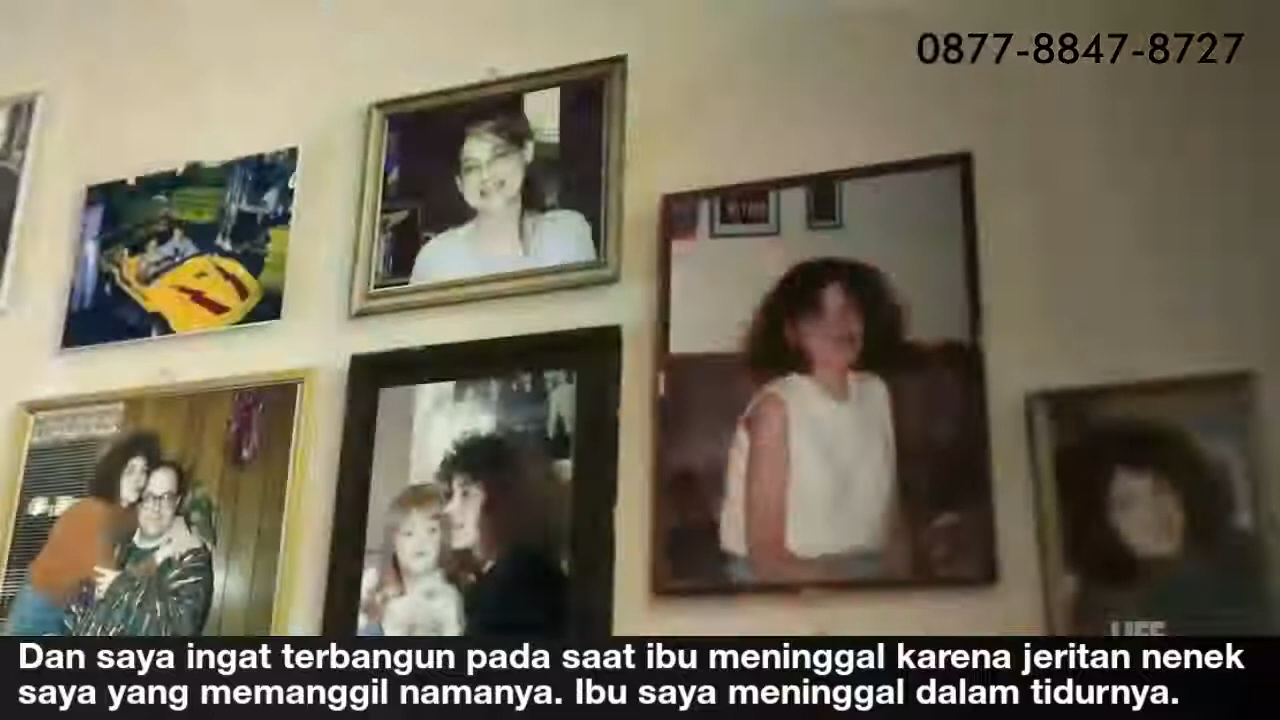 0877-8847-8727
LIFE
Dan saya ingat terbangun pada saat ibu meninggal karena jeritan nenek
saya yang memanggil namanya. Ibu saya meninggal dalam tidurnya.